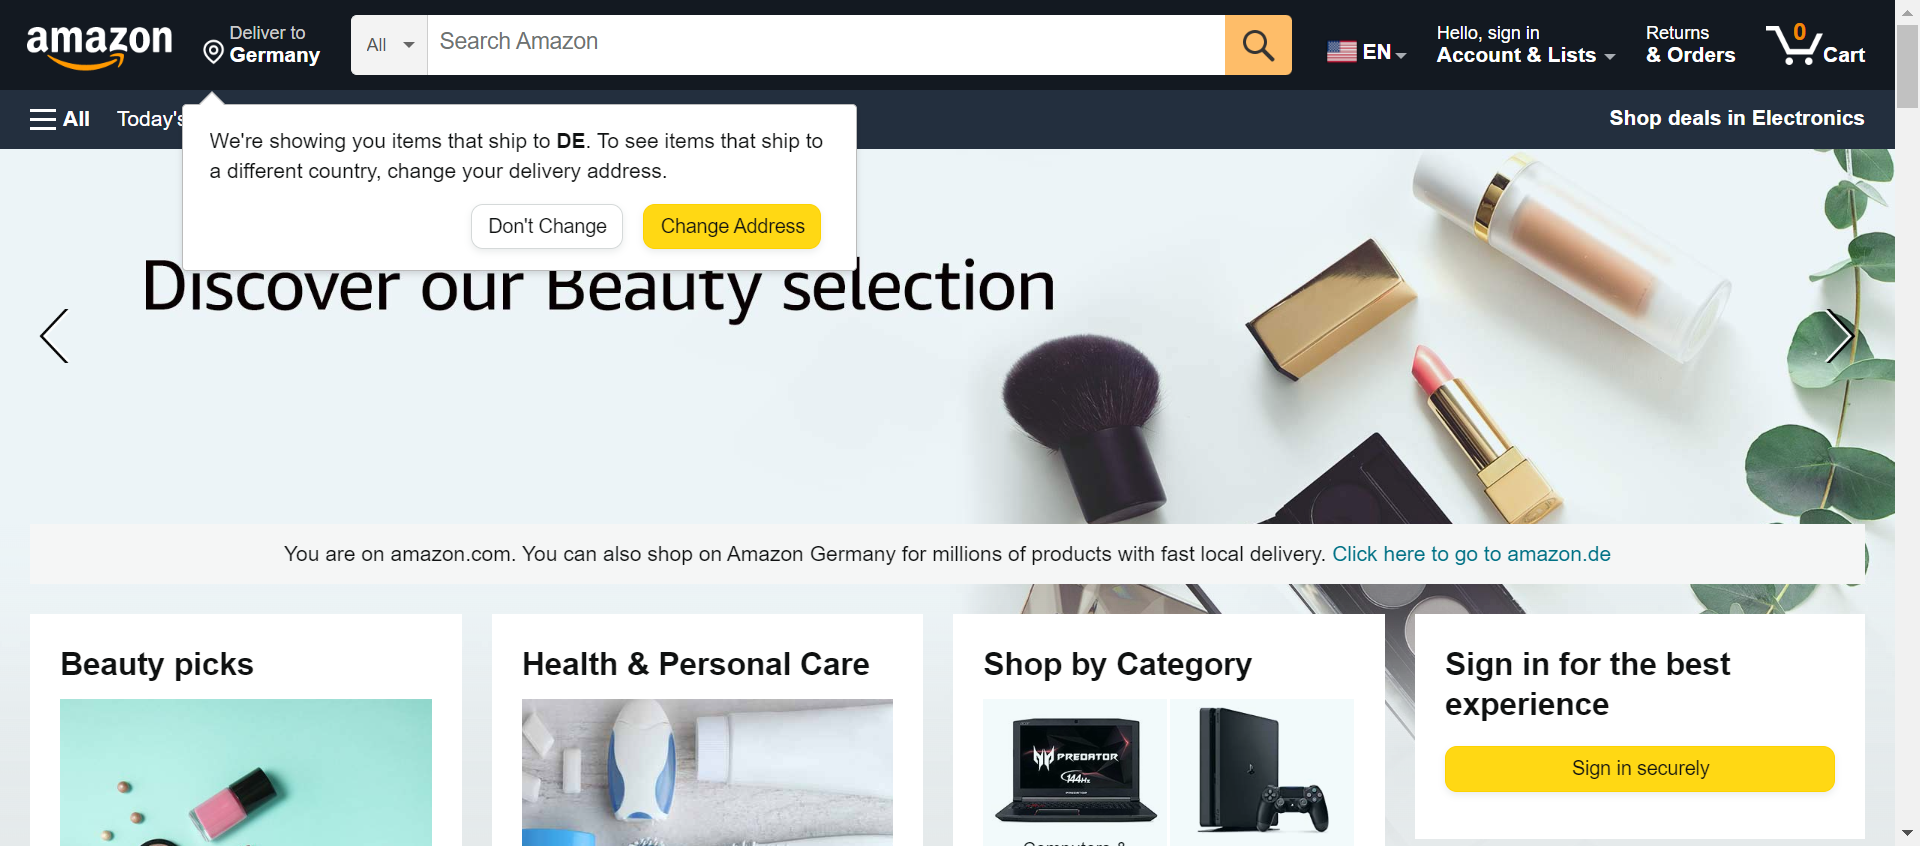 amazon
Deliver to
Germany
All
Search Amazon
EN
Hello, sign in
Account & Lists
Returns
& Orders
0
Cart
All
Today's
Shop deals in Electronics
We're showing you items that ship to DE. To see items that ship to
a different country, change your delivery address.
Don't Change
Change Address
Discover our Beauty selection
You are on amazon.com. You can also shop on Amazon Germany for millions of products with fast local delivery. Click here to go to amazon.de
Beauty picks
Health & Personal Care
Shop by Category
PREDATOR
144Hz
Computers &
Sign in for the best
experience
Sign in securely